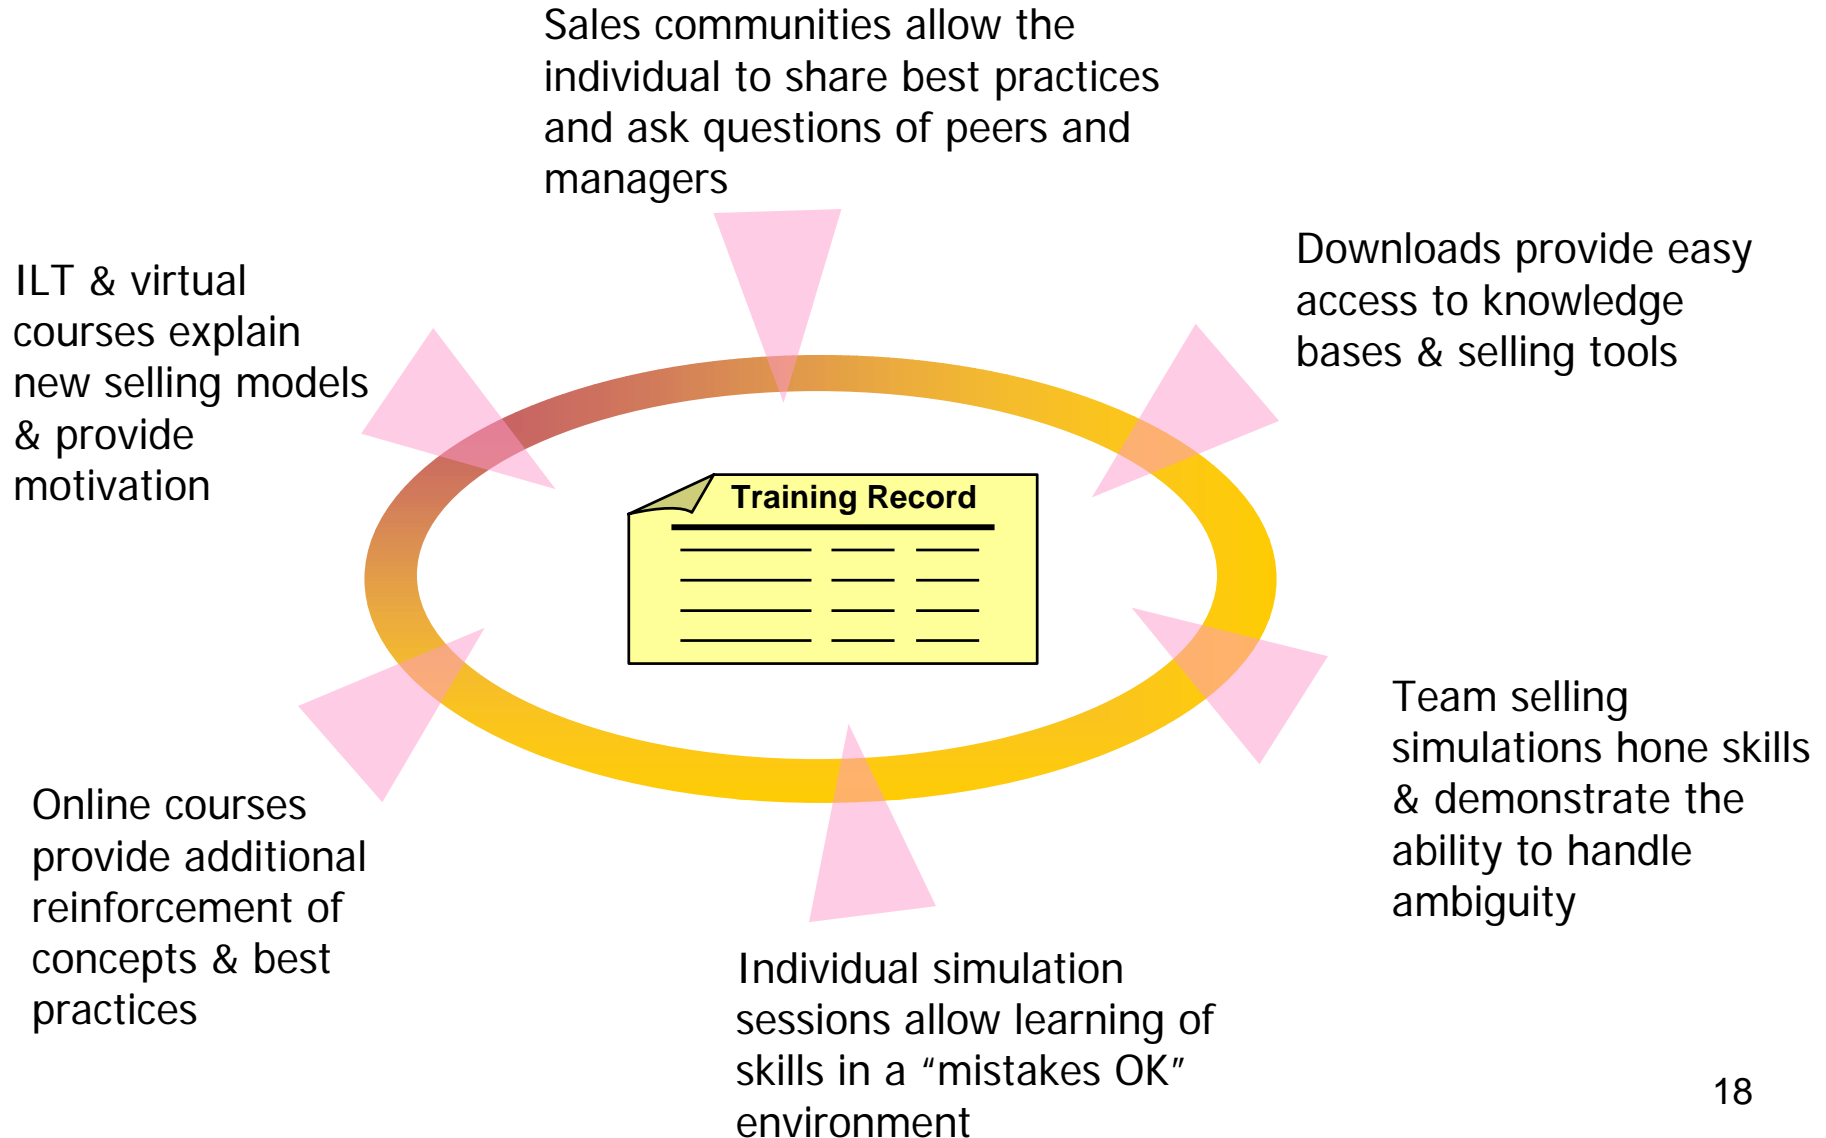 Sales communities allow the
individual to share best practices
and ask questions of peers and
managers
Downloads provide easy
access to knowledge
bases & selling tools
ILT & virtual
courses explain
new selling models
& provide
motivation
Training Record
Team selling
simulations hone skills
& demonstrate the
ability to handle
ambiguity
Online courses
provide additional
reinforcement of
concepts & best
practices
Individual simulation
sessions allow learning of
skills in a “mistakes OK”
environment
18